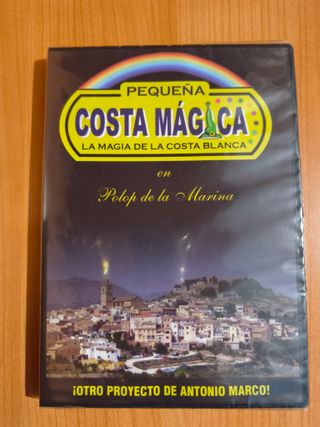 PEQUEÑA
COSTA MÁGICA
LA MAGIA DE LA COSTA BLANCA
en
Polop de la Marina
¡OTRO PROYECTO DE ANTONIO MARCO!